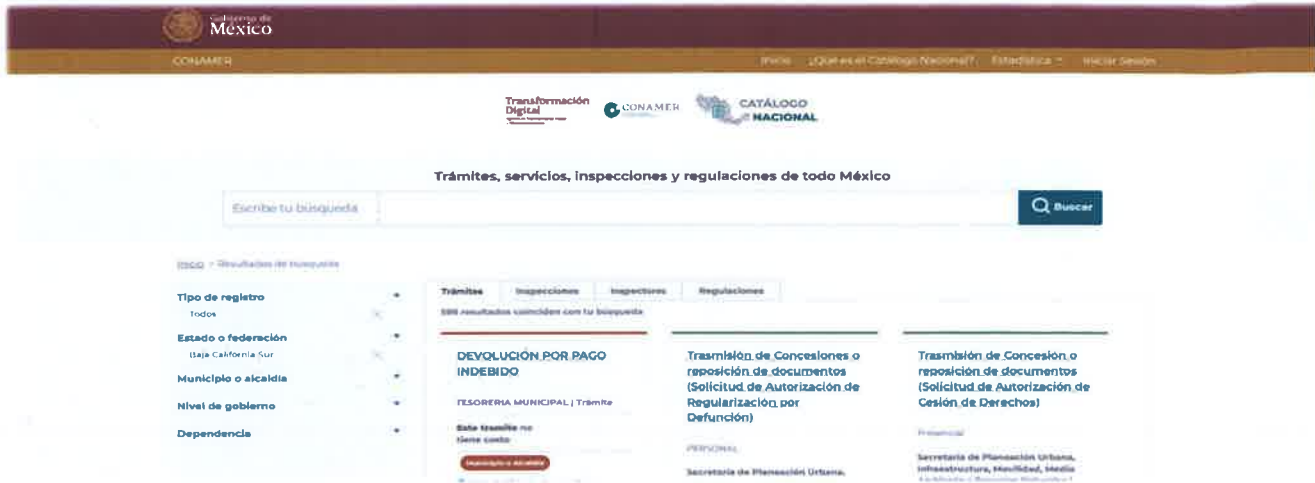 Gobierno de
México
CONAMER
Inicio ¿Qué es el Catálogo Nacional? Estadística Iniciar Sesión
Transformación
Digital
CONAMER
CATÁLOGO
NACIONAL
Trámites, servicios, inspecciones y regulaciones de todo México
Escribe tu búsqueda
Buscar
Inicio > Resultados de búsqueda
Tipo de registro
Todos
Estado o federación
Baja California Sur
Municipio o alcaldía
Nivel de gobierno
Dependencia
Trámites Inspecciones Inspectores Regulaciones
resultados coinciden con tu búsqueda
DEVOLUCIÓN POR PAGO
INDEBIDO
TESORERIA MUNICIPAL | Trámite
Este tramite no
tiene costo
Municipio o Alcaldía
Trasmisión de Concesiones o
reposición de documentos
(Solicitud de Autorización de
Regularización por
Defunción)
PERSONAL
Secretaría de Planeación Urbana,
Trasmisión de Concesión o
reposición de documentos
(Solicitud de Autorización de
Cesión de Derechos)
Presencial
Secretaría de Planeación Urbana,
Infraestructura, Movilidad, Medio